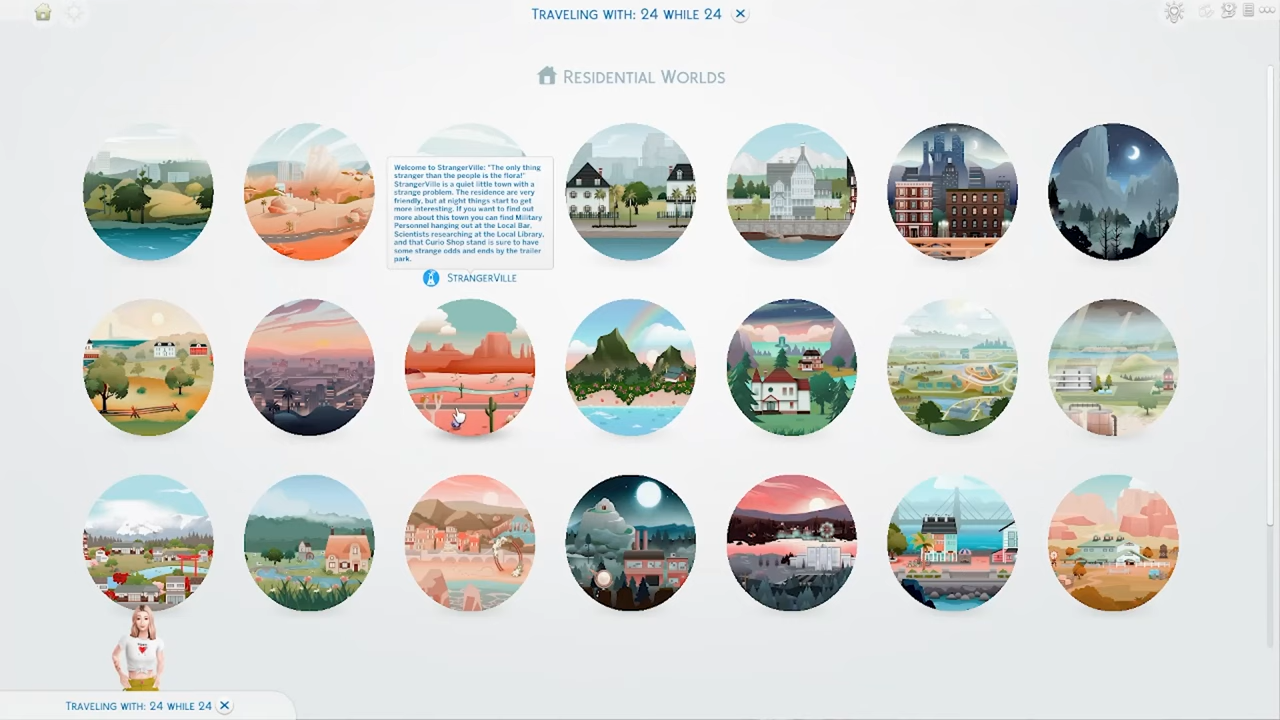 TRAVELING WITH: 24 WHILE 24
RESIDENTIAL WORLDS
Welcome to StrangerVille: "The only thing
stranger than the people is the flora!"
StrangerVille is a quiet little town with a
strange problem. The residence are very
friendly, but at night things start to get
more interesting. If you want to find out
more about this town you can find Military
Personnel hanging out at the Local Bar,
Scientists researching at the Local Library,
and that Curio Shop stand is sure to have
some strange odds and ends by the trailer
park.
STRANGERVILLE
TRAVELING WITH: 24 WHILE 24